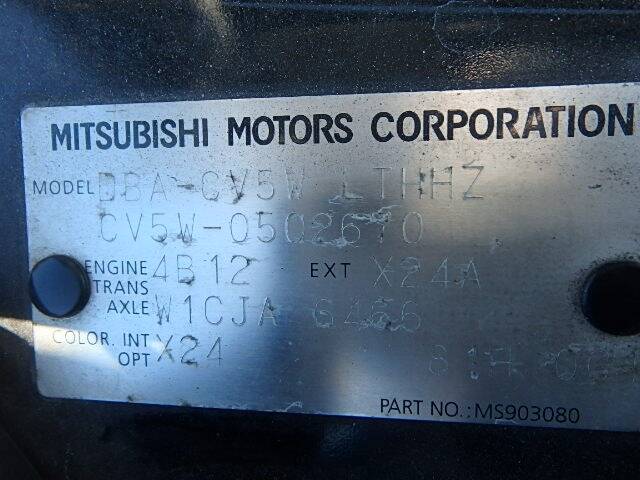 MITSUBISHI MOTORS CORPORATION
MODEL DBA-CV5W LTHHZ
CV5W-0502670
ENGINE 4B12 EXT X24A
TRANS
AXLE W1CJA 6466
COLOR. INT X24
OPT
PART NO.:MS903080